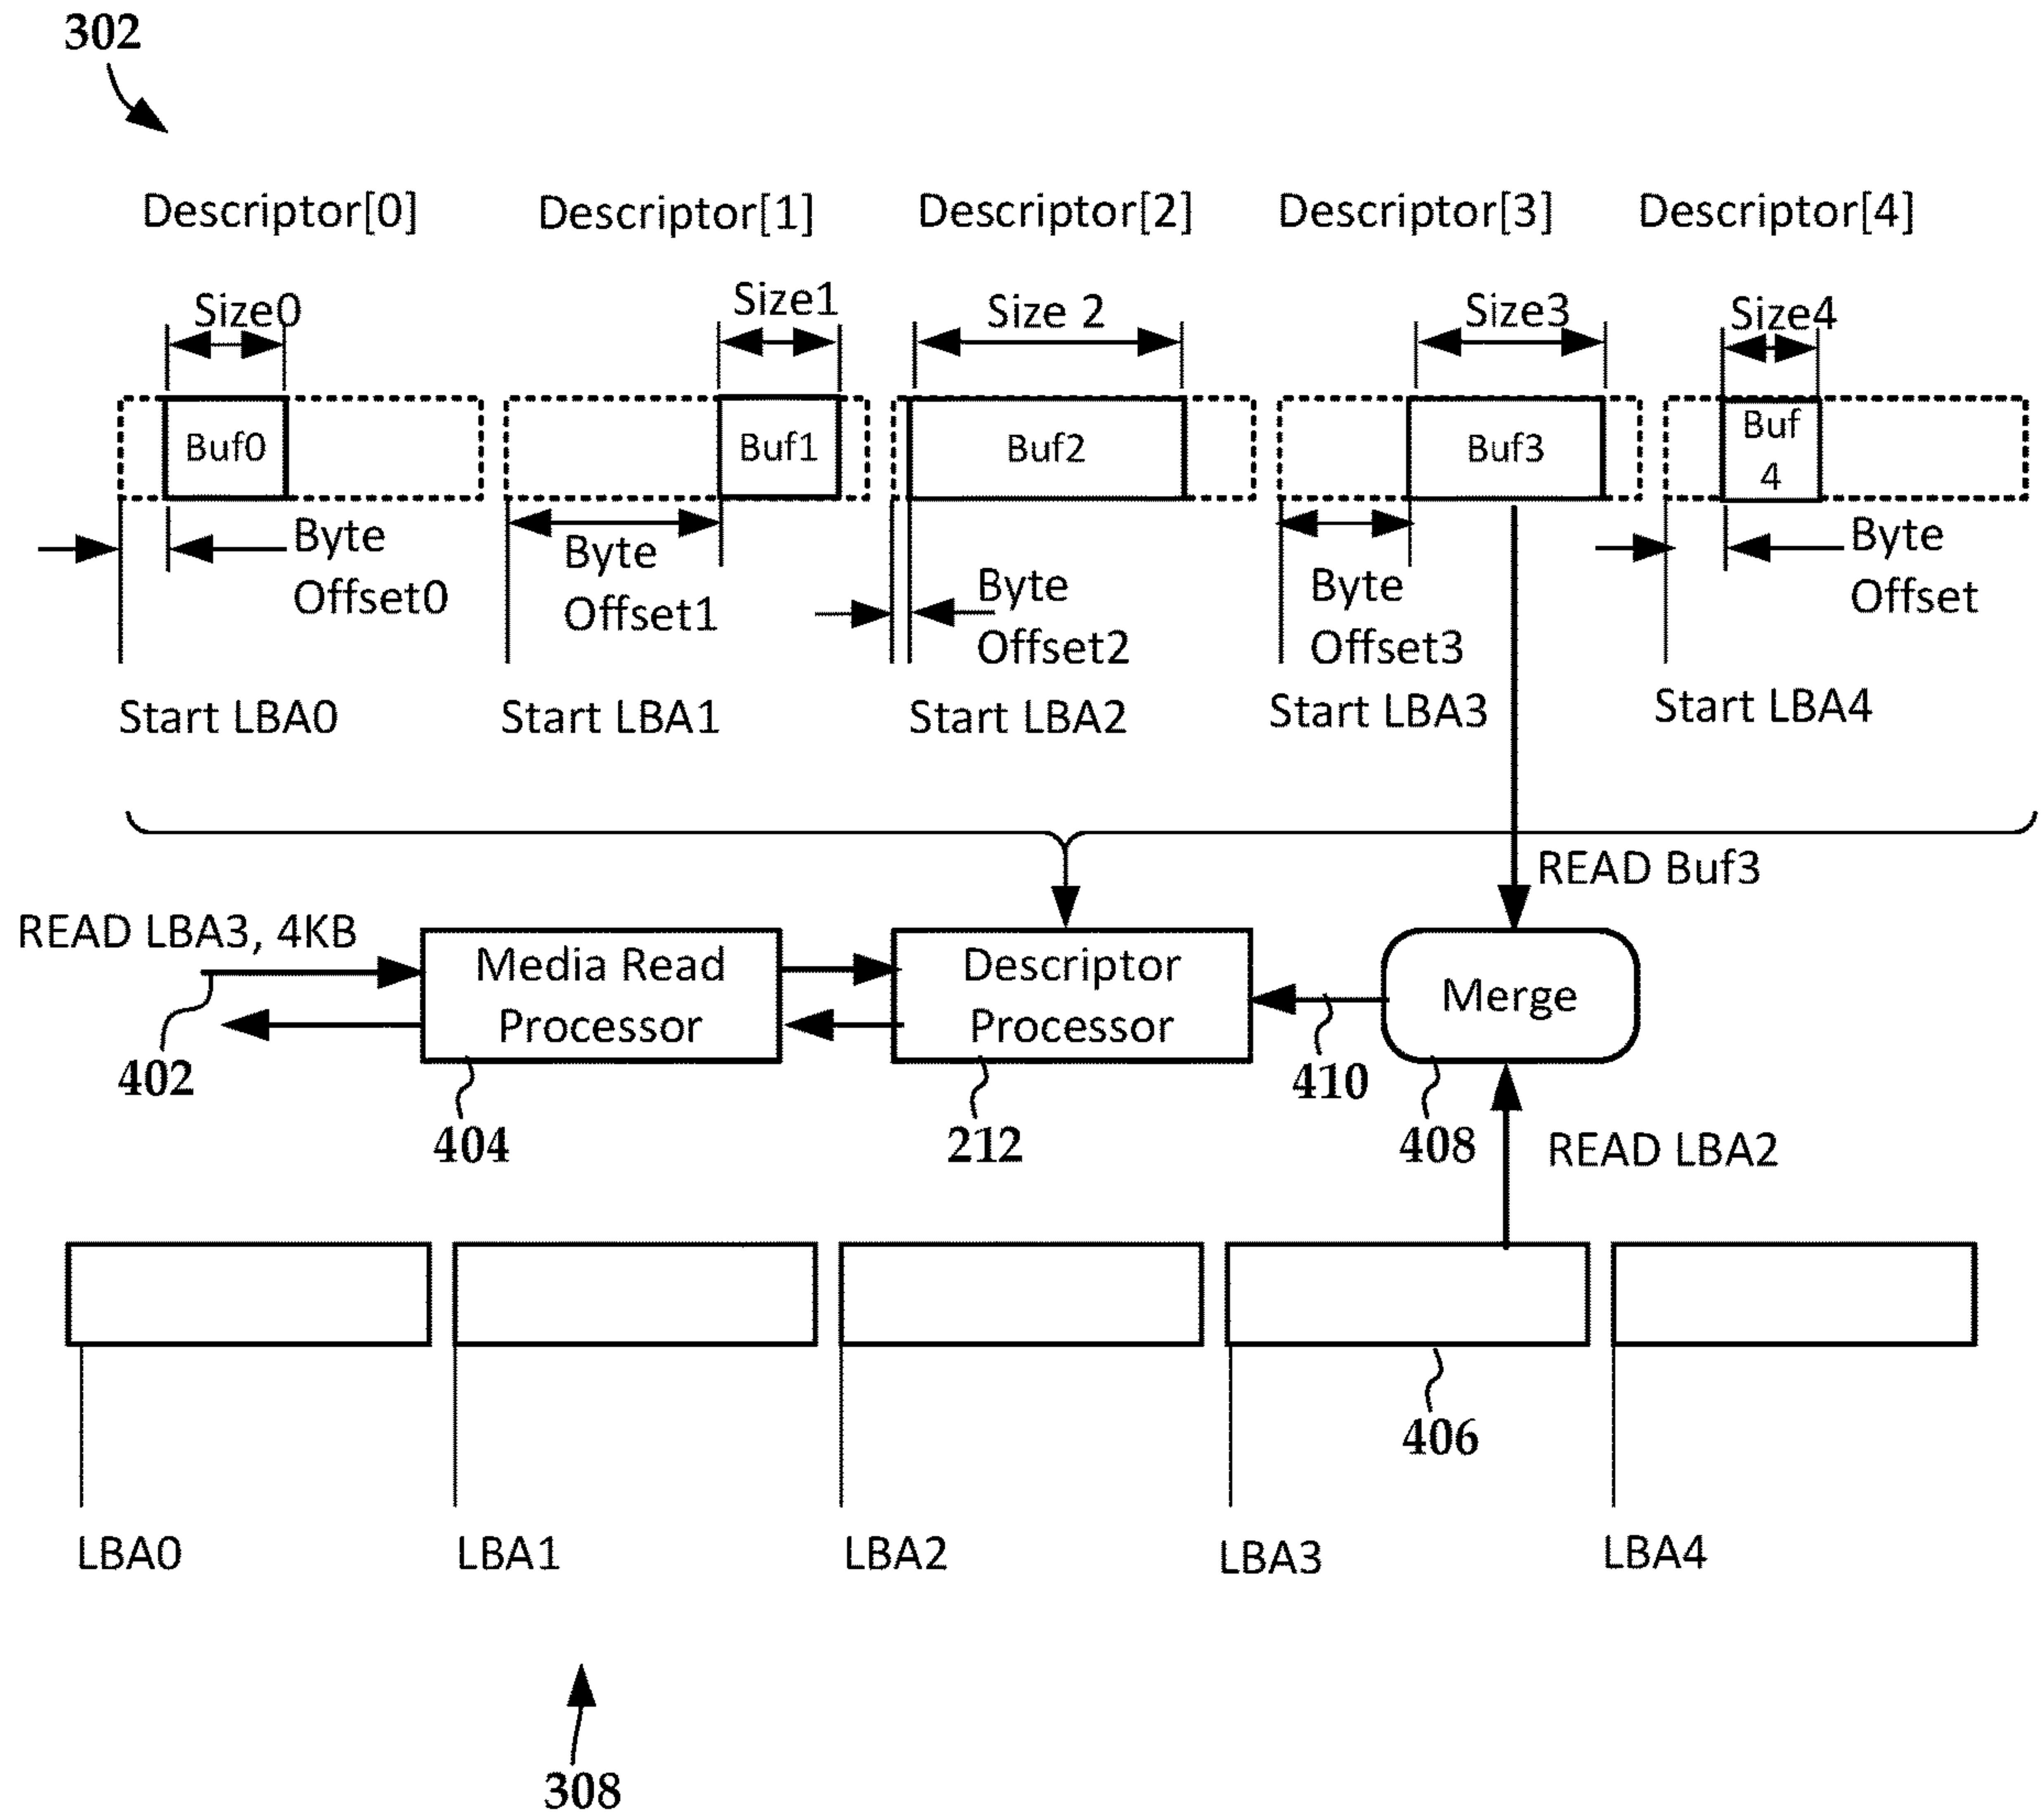 302
Descriptor[0]
Descriptor[1]
Descriptor[2]
Descriptor[3]
Descriptor[4]
Size0
Size1
Size 2
Size3
Size4
Buf0
Buf1
Buf2
Buf3
Buf
4
Byte
Offset0
Byte
Offset1
Byte
Offset2
Byte
Offset3
Byte
Offset
Start LBA0
Start LBA1
Start LBA2
Start LBA3
Start LBA4
READ Buf3
READ LBA3, 4KB
Media Read
Processor
Descriptor
Processor
Merge
402
404
212
410
408
READ LBA2
406
LBA0
LBA1
LBA2
LBA3
LBA4
308